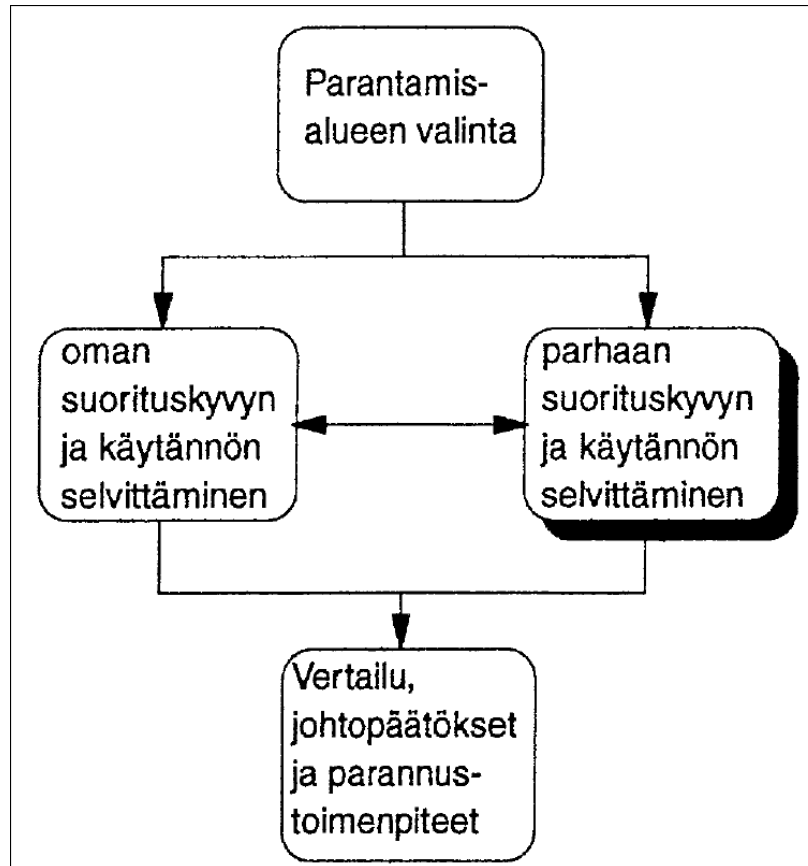 Parantamis-
alueen valinta
oman
suorituskyvyn
ja käytännön
selvittäminen
parhaan
suorituskyvyn
ja käytännön
selvittäminen
Vertailu,
johtopäätökset
ja parannus-
toimenpiteet